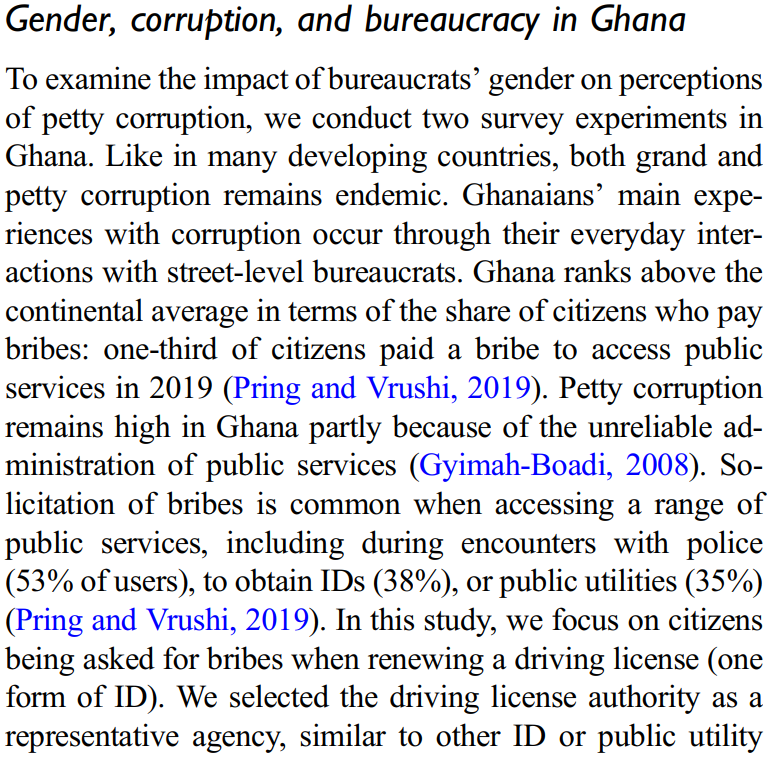 Gender, corruption, and bureaucracy in Ghana
To examine the impact of bureaucrats’ gender on perceptions
of petty corruption, we conduct two survey experiments in
Ghana. Like in many developing countries, both grand and
petty corruption remains endemic. Ghanaians’ main expe-
riences with corruption occur through their everyday inter-
actions with street-level bureaucrats. Ghana ranks above the
continental average in terms of the share of citizens who pay
bribes: one-third of citizens paid a bribe to access public
services in 2019 (Pring and Vrushi, 2019). Petty corruption
remains high in Ghana partly because of the unreliable ad-
ministration of public services (Gyimah-Boadi, 2008). So-
licitation of bribes is common when accessing a range of
public services, including during encounters with police
(53% of users), to obtain IDs (38%), or public utilities (35%)
(Pring and Vrushi, 2019). In this study, we focus on citizens
being asked for bribes when renewing a driving license (one
form of ID). We selected the driving license authority as a
representative agency, similar to other ID or public utility